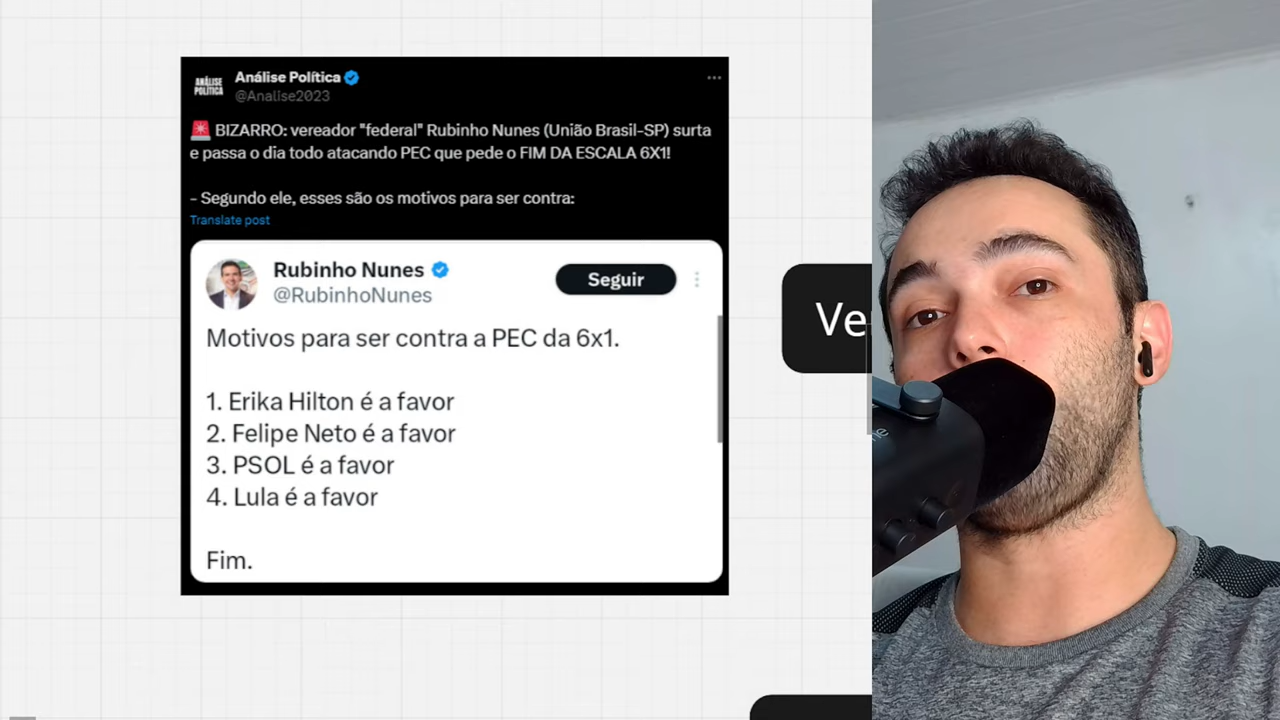 ANÁLISE
POLÍTICA
Análise Política
@Analise2023
🚨 BIZARRO: vereador "federal" Rubinho Nunes (União Brasil-SP) surta
e passa o dia todo atacando PEC que pede o FIM DA ESCALA 6X1!
- Segundo ele, esses são os motivos para ser contra:
Translate post
Rubinho Nunes
@RubinhoNunes
Seguir
Motivos para ser contra a PEC da 6x1.
1. Erika Hilton é a favor
2. Felipe Neto é a favor
3. PSOL é a favor
4. Lula é a favor
Fim.
Ve